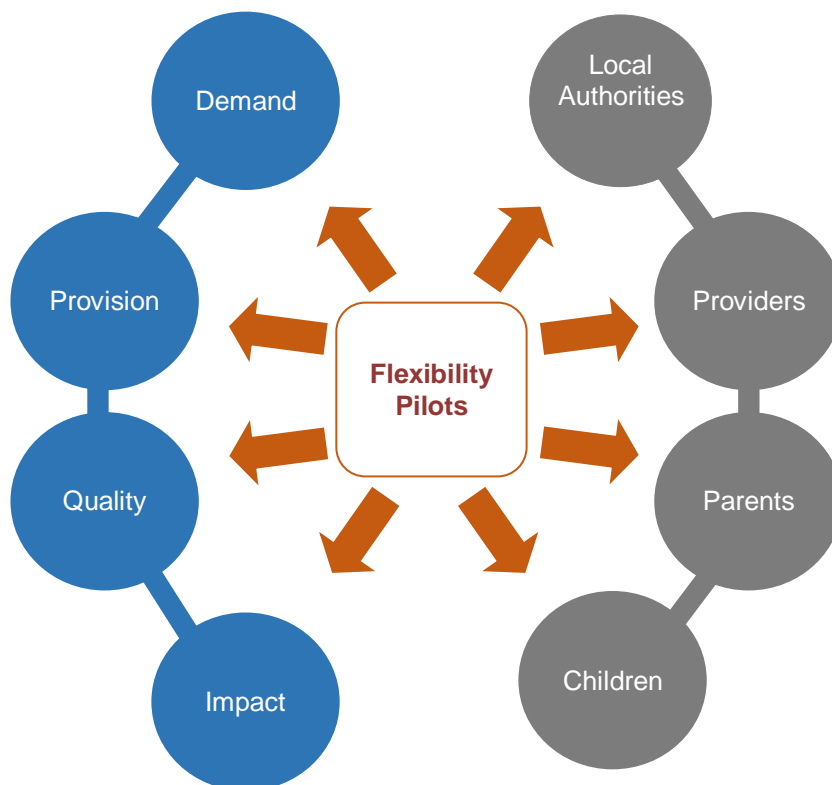 Demand
Provision
Quality
Impact
Flexibility
Pilots
Local
Authorities
Providers
Parents
Children